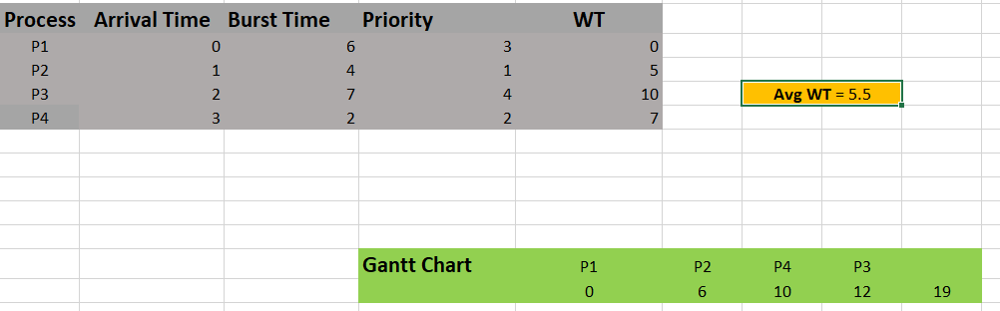 Process Arrival Time Burst Time Priority WT
P1 0 6 3 0
P2 1 4 1 5
P3 2 7 4 10
Avg WT = 5.5
P4 3 2 2 7
Gantt Chart P1 P2 P4 P3
0 6 10 12 19